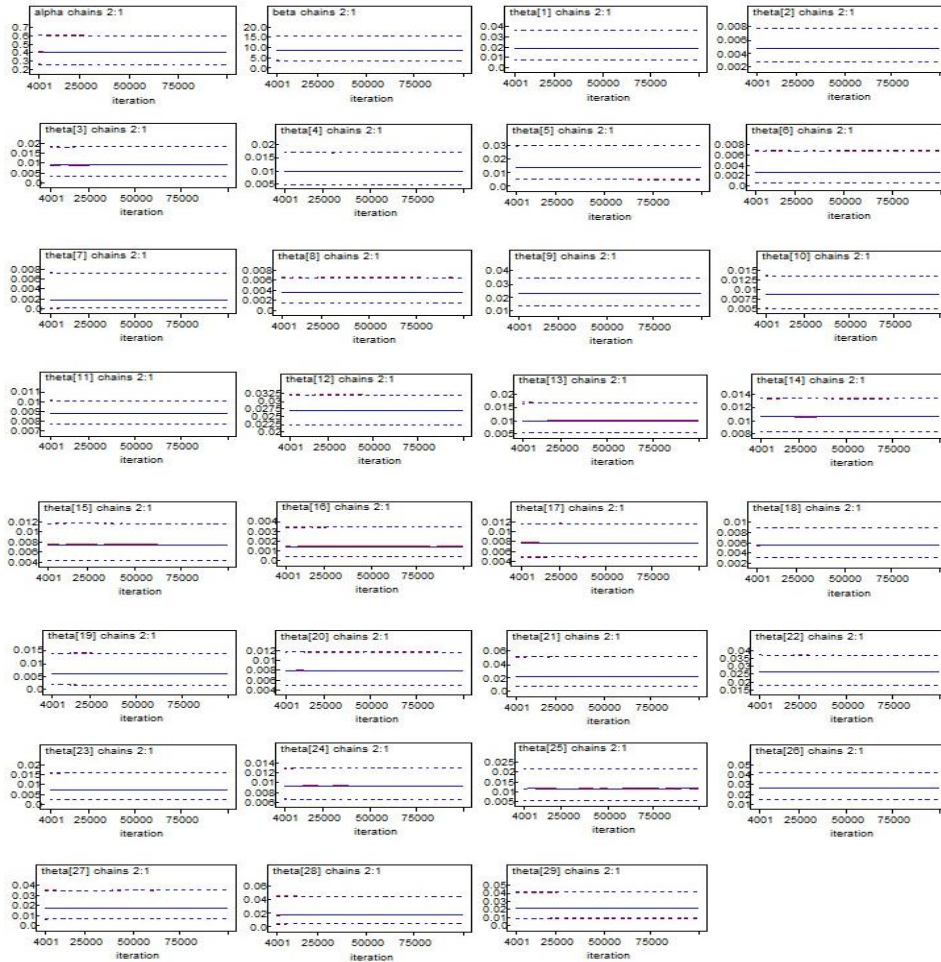 alpha chains 2:1
0.7
0.6
0.5
0.4
0.3
0.2
4001 25000 50000 75000
iteration
beta chains 2:1
20.0
15.0
10.0
5.0
0.0
4001 25000 50000 75000
iteration
theta[1] chains 2:1
0.04
0.03
0.02
0.01
0.0
4001 25000 50000 75000
iteration
theta[2] chains 2:1
0.008
0.006
0.004
0.002
4001 25000 50000 75000
iteration
theta[3] chains 2:1
0.02
0.015
0.01
0.005
0.0
4001 25000 50000 75000
iteration
theta[4] chains 2:1
0.02
0.015
0.01
0.005
4001 25000 50000 75000
iteration
theta[5] chains 2:1
0.03
0.02
0.01
0.0
4001 25000 50000 75000
iteration
theta[6] chains 2:1
0.008
0.006
0.004
0.002
0.0
4001 25000 50000 75000
iteration
theta[7] chains 2:1
0.008
0.006
0.004
0.002
0.0
4001 25000 50000 75000
iteration
theta[8] chains 2:1
0.008
0.006
0.004
0.002
0.0
4001 25000 50000 75000
iteration
theta[9] chains 2:1
0.04
0.03
0.02
0.01
4001 25000 50000 75000
iteration
theta[10] chains 2:1
0.015
0.0125
0.01
0.0075
0.005
4001 25000 50000 75000
iteration
theta[11] chains 2:1
0.011
0.01
0.009
0.008
0.007
4001 25000 50000 75000
iteration
theta[12] chains 2:1
0.0325
0.03
0.0275
0.025
0.0225
0.02
4001 25000 50000 75000
iteration
theta[13] chains 2:1
0.02
0.015
0.01
0.005
4001 25000 50000 75000
iteration
theta[14] chains 2:1
0.014
0.012
0.01
0.008
4001 25000 50000 75000
iteration
theta[15] chains 2:1
0.012
0.01
0.008
0.006
0.004
4001 25000 50000 75000
iteration
theta[16] chains 2:1
0.004
0.003
0.002
0.001
0.0
4001 25000 50000 75000
iteration
theta[17] chains 2:1
0.012
0.01
0.008
0.006
0.004
4001 25000 50000 75000
iteration
theta[18] chains 2:1
0.01
0.008
0.006
0.004
0.002
4001 25000 50000 75000
iteration
theta[19] chains 2:1
0.015
0.01
0.005
0.0
4001 25000 50000 75000
iteration
theta[20] chains 2:1
0.012
0.01
0.008
0.006
0.004
4001 25000 50000 75000
iteration
theta[21] chains 2:1
0.06
0.04
0.02
0.0
4001 25000 50000 75000
iteration
theta[22] chains 2:1
0.04
0.035
0.03
0.025
0.02
0.015
4001 25000 50000 75000
iteration
theta[23] chains 2:1
0.02
0.015
0.01
0.005
0.0
4001 25000 50000 75000
iteration
theta[24] chains 2:1
0.014
0.012
0.01
0.008
0.006
4001 25000 50000 75000
iteration
theta[25] chains 2:1
0.025
0.02
0.015
0.01
0.005
4001 25000 50000 75000
iteration
theta[26] chains 2:1
0.05
0.04
0.03
0.02
0.01
4001 25000 50000 75000
iteration
theta[27] chains 2:1
0.04
0.03
0.02
0.01
0.0
4001 25000 50000 75000
iteration
theta[28] chains 2:1
0.06
0.04
0.02
0.0
4001 25000 50000 75000
iteration
theta[29] chains 2:1
0.05
0.04
0.03
0.02
0.01
0.0
4001 25000 50000 75000
iteration